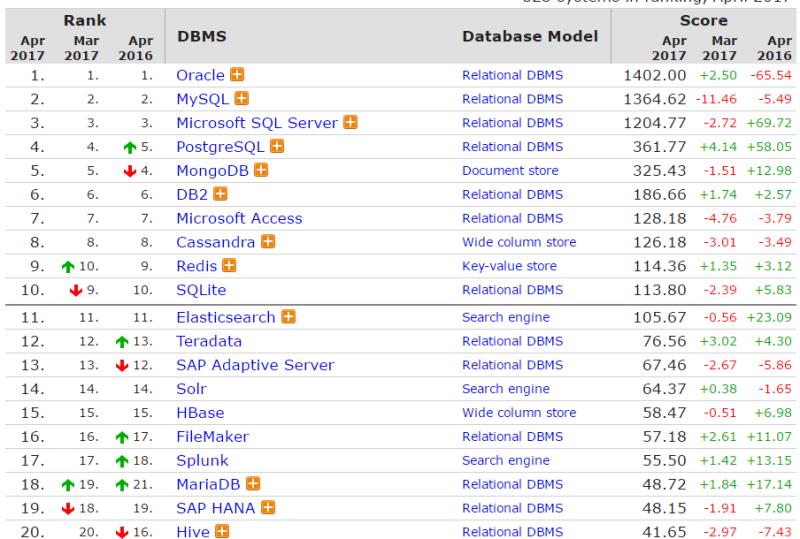 systems in ranking, April 2017
Rank Score
Apr 2017 Mar 2017 Apr 2016 DBMS Database Model Apr 2017 Mar 2017 Apr 2016
1. 1. 1. Oracle Relational DBMS 1402.00 +2.50 -65.54
2. 2. 2. MySQL Relational DBMS 1364.62 -11.46 -5.49
3. 3. 3. Microsoft SQL Server Relational DBMS 1204.77 -2.72 +69.72
4. 4. 5. PostgreSQL Relational DBMS 361.77 +4.14 +58.05
5. 5. 4. MongoDB Document store 325.43 -1.51 +12.98
6. 6. 6. DB2 Relational DBMS 186.66 +1.74 +2.57
7. 7. 7. Microsoft Access Relational DBMS 128.18 -4.76 -3.79
8. 8. 8. Cassandra Wide column store 126.18 -3.01 -3.49
9. 10. 9. Redis Key-value store 114.36 +1.35 +3.12
10. 9. 10. SQLite Relational DBMS 113.80 -2.39 +5.83
11. 11. 11. Elasticsearch Search engine 105.67 -0.56 +23.09
12. 12. 13. Teradata Relational DBMS 76.56 +3.02 +4.30
13. 13. 12. SAP Adaptive Server Relational DBMS 67.46 -2.67 -5.86
14. 14. 14. Solr Search engine 64.37 +0.38 -1.65
15. 15. 15. HBase Wide column store 58.47 -0.51 +6.98
16. 16. 17. FileMaker Relational DBMS 57.18 +2.61 +11.07
17. 17. 18. Splunk Search engine 55.50 +1.42 +13.15
18. 19. 21. MariaDB Relational DBMS 48.72 +1.84 +17.14
19. 18. 19. SAP HANA Relational DBMS 48.15 -1.91 +7.80
20. 20. 16. Hive Relational DBMS 41.65 -2.97 -7.43